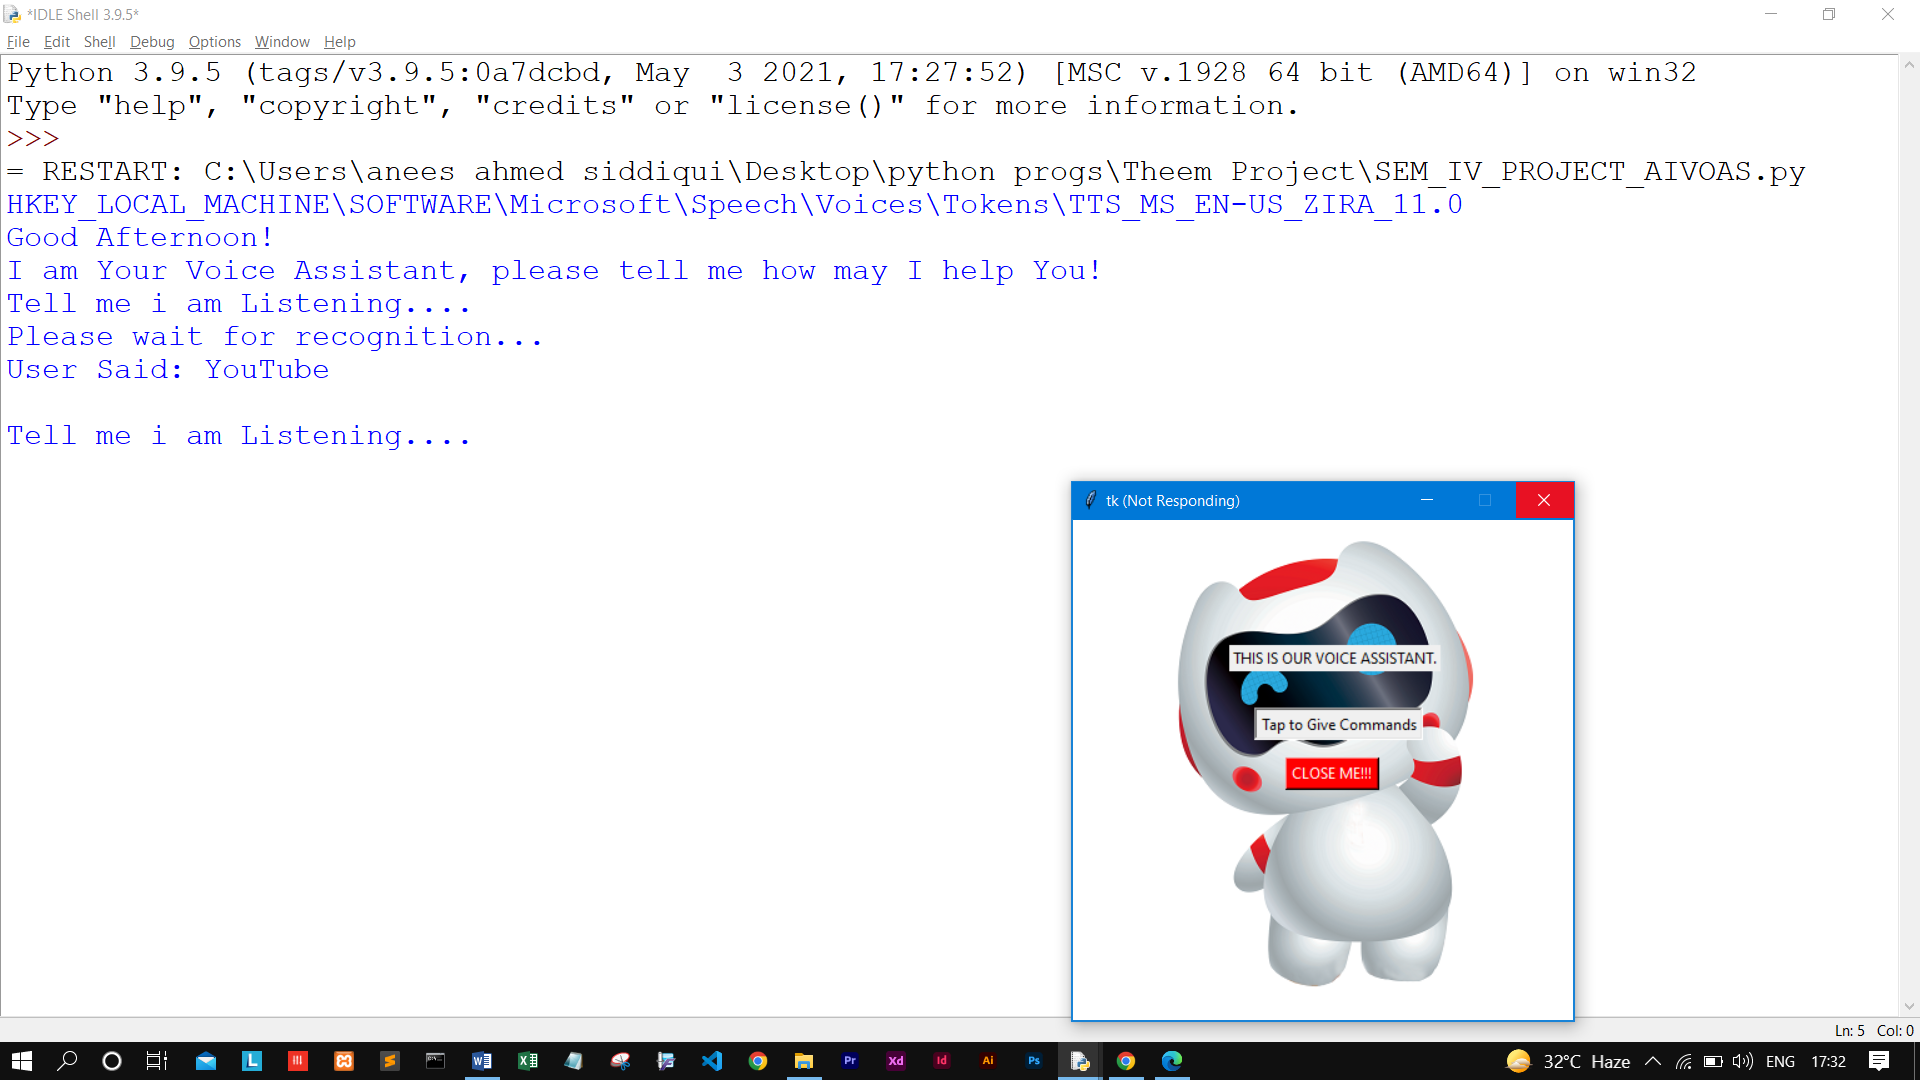 *IDLE Shell 3.9.5*
File Edit Shell Debug Options Window Help
Python 3.9.5 (tags/v3.9.5:0a7dcbd, May  3 2021, 17:27:52) [MSC v.1928 64 bit (AMD64)] on win32
Type "help", "copyright", "credits" or "license()" for more information.
>>>
= RESTART: C:\Users\anees ahmed siddiqui\Desktop\python progs\Theem Project\SEM_IV_PROJECT_AIVOAS.py
HKEY_LOCAL_MACHINE\SOFTWARE\Microsoft\Speech\Voices\Tokens\TTS_MS_EN-US_ZIRA_11.0
Good Afternoon!
I am Your Voice Assistant, please tell me how may I help You!
Tell me i am Listening....
Please wait for recognition...
User Said: YouTube
Tell me i am Listening....
tk (Not Responding)
THIS IS OUR VOICE ASSISTANT.
Tap to Give Commands
CLOSE ME!!!
Ln: 5 Col: 0
L
Pr
Xd
Id
Ai
Ps
32°C Haze
ENG
17:32